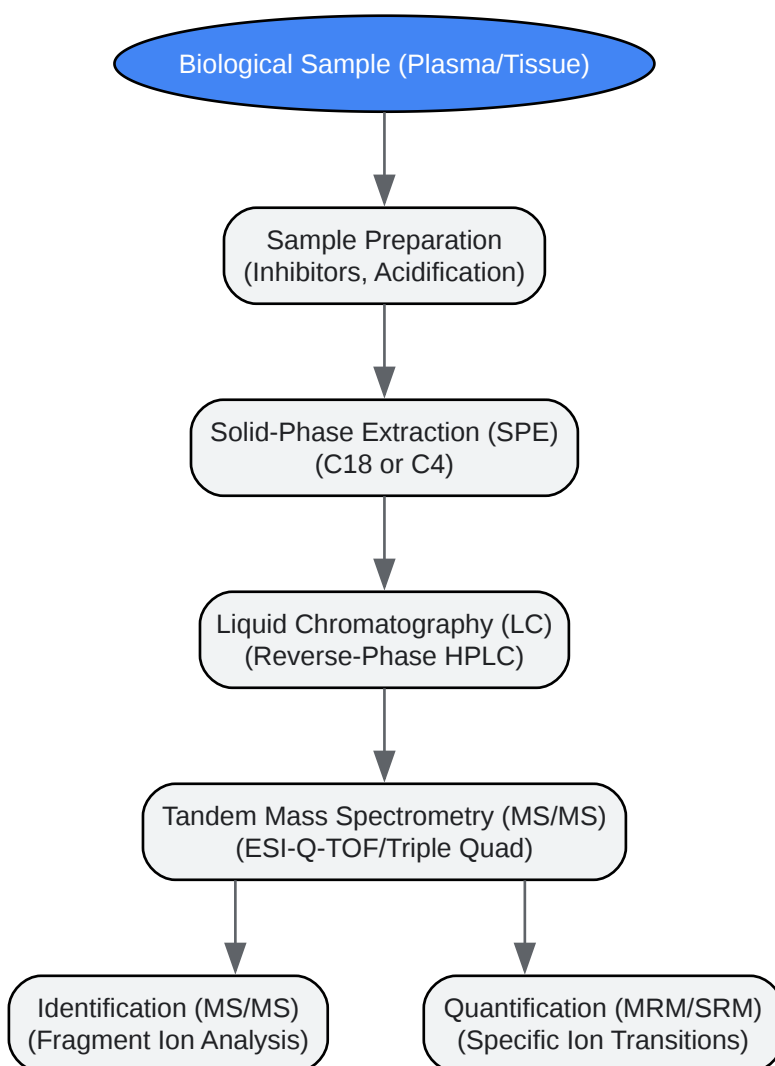 Biological Sample (Plasma/Tissue)
Sample Preparation
(Inhibitors, Acidification)
Solid-Phase Extraction (SPE)
(C18 or C4)
Liquid Chromatography (LC)
(Reverse-Phase HPLC)
Tandem Mass Spectrometry (MS/MS)
(ESI-Q-TOF/Triple Quad)
Identification (MS/MS)
(Fragment Ion Analysis)
Quantification (MRM/SRM)
(Specific Ion Transitions)